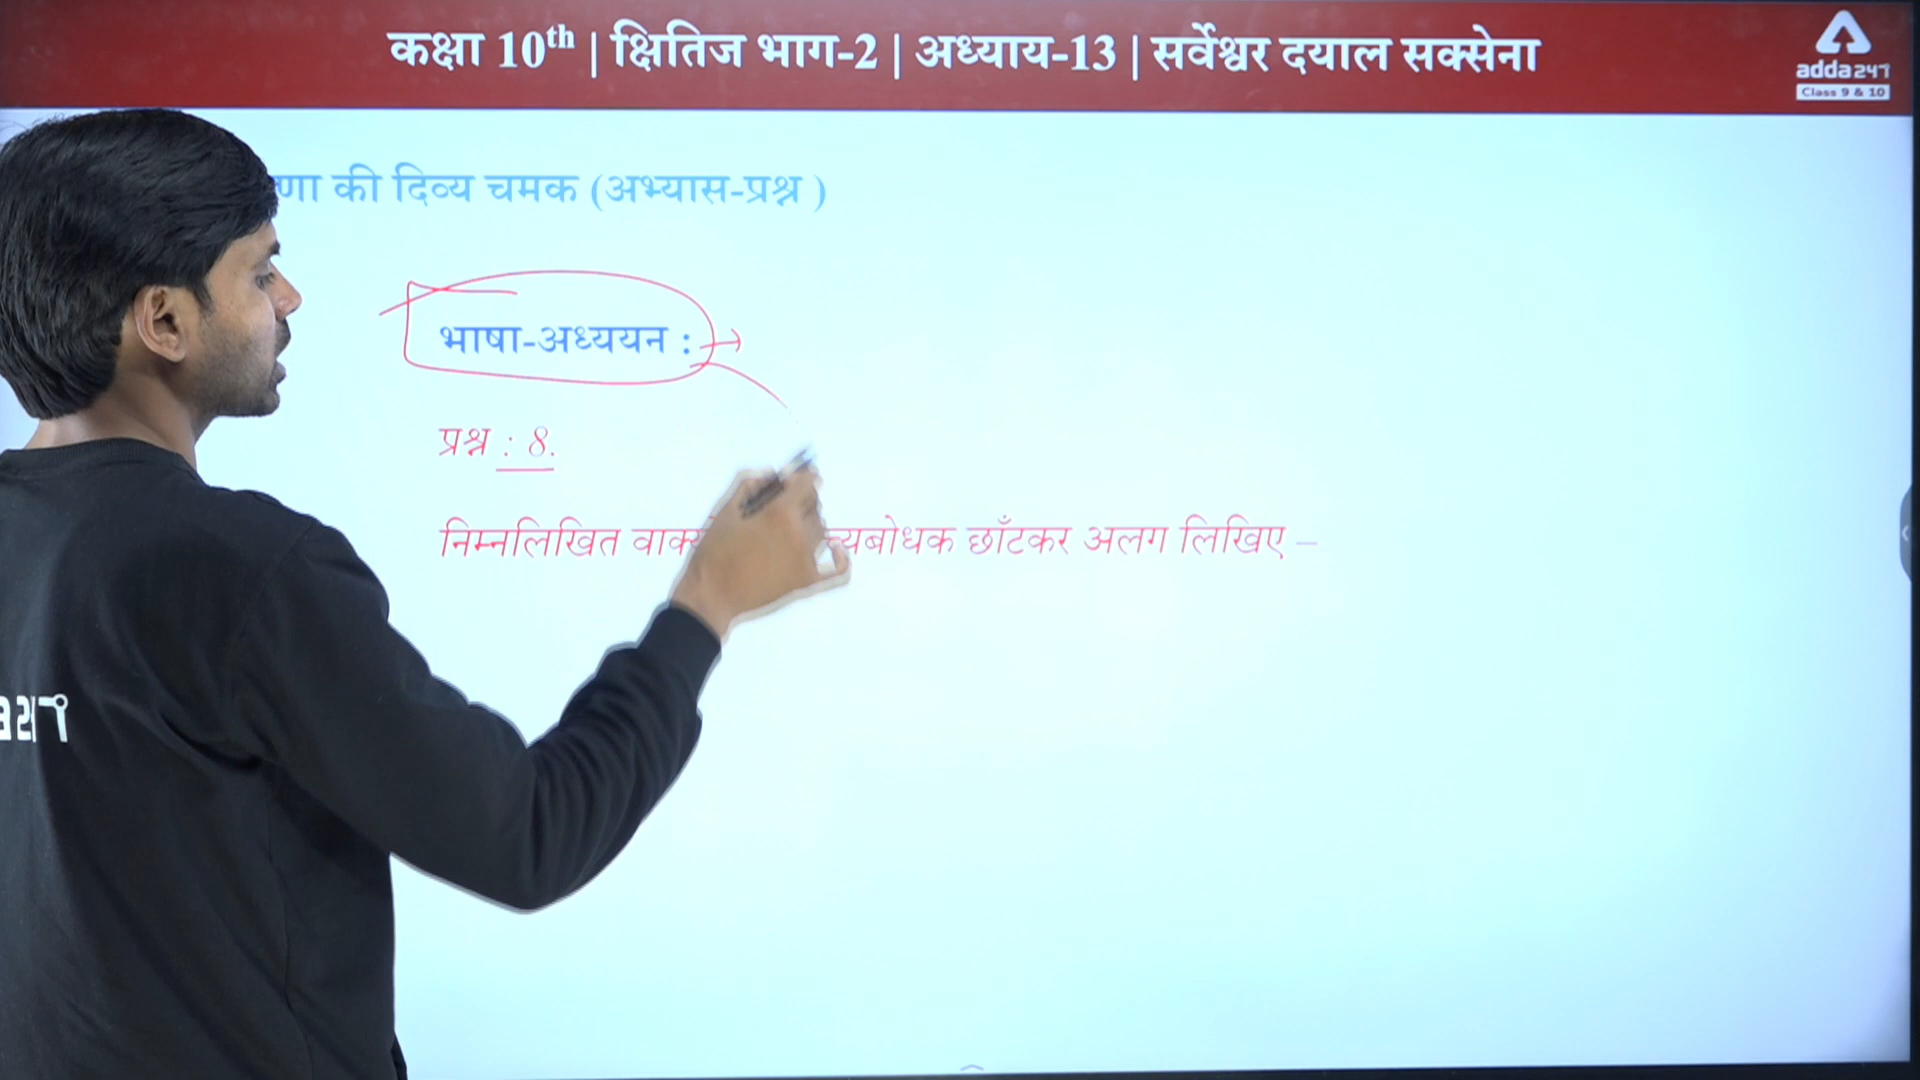 कक्षा 10th | क्षितिज भाग-2 | अध्याय-13 | सर्वेश्वर दयाल सक्सेना
adda247
Class 9 & 10
की दिव्य चमक (अभ्यास-प्रश्न )
भाषा-अध्ययन :
प्रश्न : 8.
निम्नलिखित छाँटकर अलग लिखिए –
247